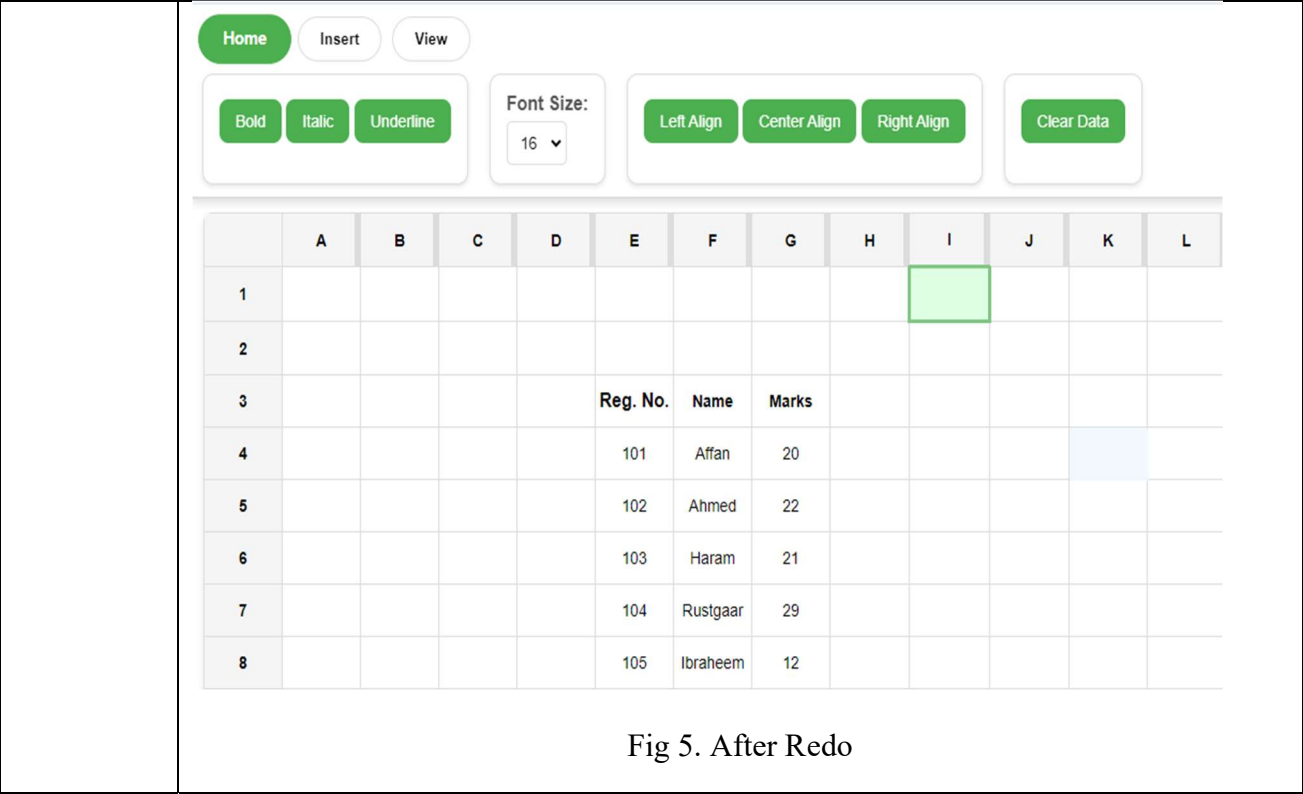 Home Insert View
Font Size:
Bold Italic Underline Left Align Center Align Right Align Clear Data
16
A B C D E F G H I J K L
1
2
3 Reg. No. Name Marks
4 101 Affan 20
5 102 Ahmed 22
6 103 Haram 21
7 104 Rustgaar 29
8 105 Ibraheem 12
Fig 5. After Redo